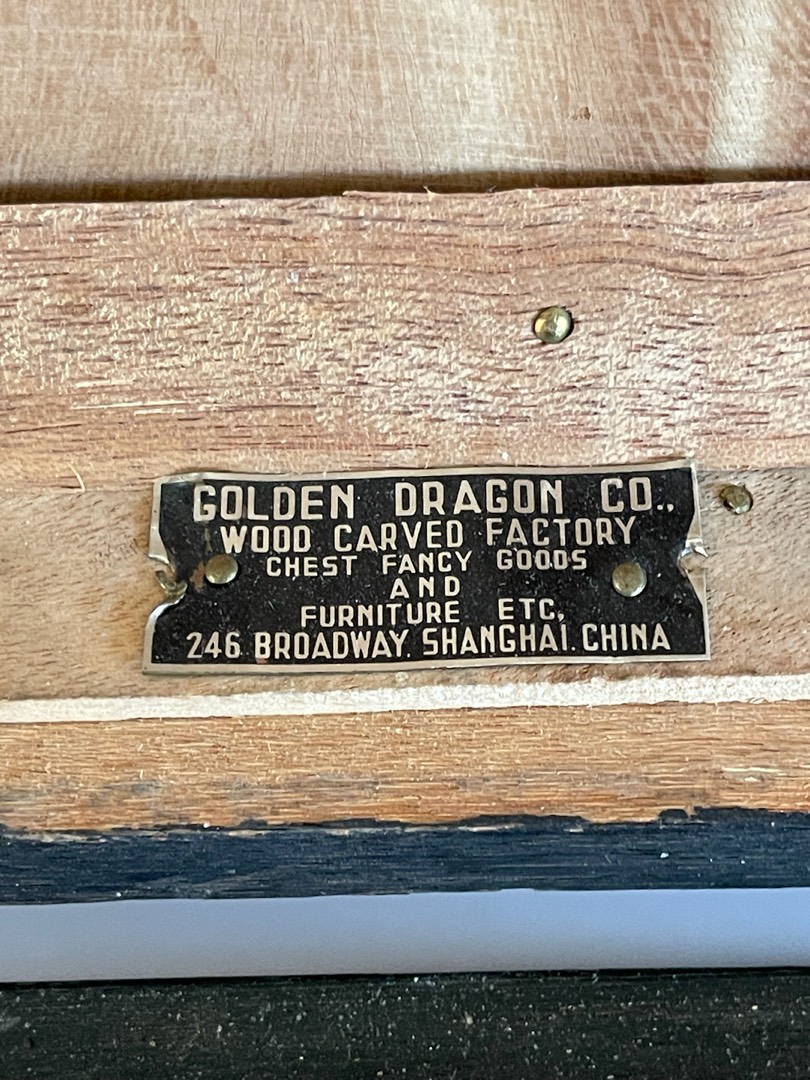 GOLDEN DRAGON CO.,
WOOD CARVED FACTORY
CHEST FANCY GOODS
AND
FURNITURE ETC,
246 BROADWAY. SHANGHAI. CHINA